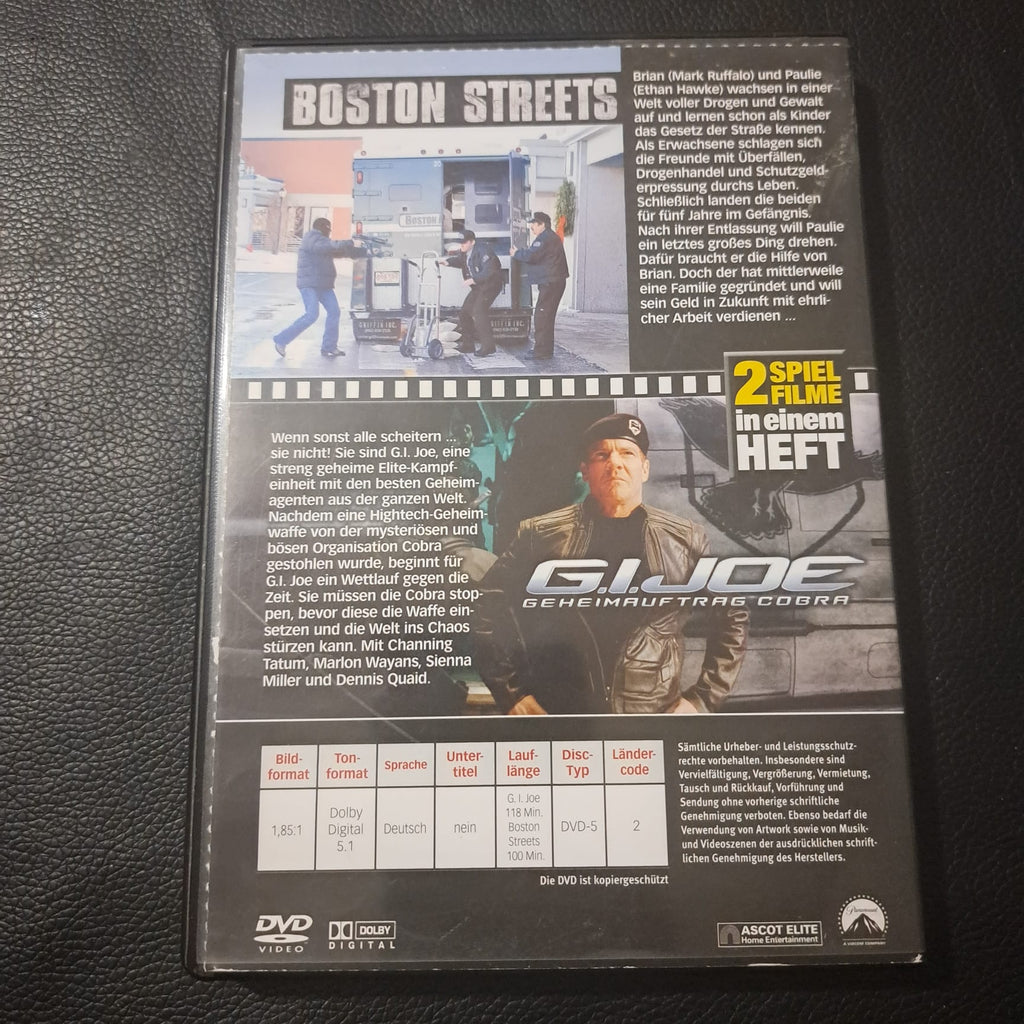 BOSTON STREETS
Brian (Mark Ruffalo) und Paulie
(Ethan Hawke) wachsen in einer
Welt voller Drogen und Gewalt
auf und lernen schon als Kinder
das Gesetz der Straße kennen.
Als Erwachsene schlagen sich
die Freunde mit Überfällen,
Drogenhandel und Schutzgeld-
erpressung durchs Leben.
Schließlich landen die beiden
für fünf Jahre im Gefängnis.
Nach ihrer Entlassung will Paulie
ein letztes großes Ding drehen.
Dafür braucht er die Hilfe von
Brian. Doch der hat mittlerweile
eine Familie gegründet und will
sein Geld in Zukunft mit ehrli-
cher Arbeit verdienen ...
BOSTON
GRIFFIN INC.
2 SPIEL
FILME
in einem
HEFT
Wenn sonst alle scheitern ...
sie nicht! Sie sind G.I. Joe, eine
streng geheime Elite-Kampf-
einheit mit den besten Geheim-
agenten aus der ganzen Welt.
Nachdem eine Hightech-Geheim-
waffe von der mysteriösen und
bösen Organisation Cobra
gestohlen wurde, beginnt für
G.I. Joe ein Wettlauf gegen die
Zeit. Sie müssen die Cobra stop-
pen, bevor diese die Waffe ein-
setzen und die Welt ins Chaos
stürzen kann. Mit Channing
Tatum, Marlon Wayans, Sienna
Miller und Dennis Quaid.
G.I. JOE
GEHEIMAUFTRAG COBRA
Bild-
format
Ton-
format
Sprache
Unter-
titel
Lauf-
länge
Disc-
Typ
Länder-
code
1,85:1
Dolby
Digital
5.1
Deutsch
nein
G. I. Joe
118 Min.
Boston
Streets
100 Min.
DVD-5
2
Die DVD ist kopiergeschützt
Sämtliche Urheber- und Leistungsschutz-
rechte vorbehalten. Insbesondere sind
Vervielfältigung, Vergrößerung, Vermietung,
Tausch und Rückkauf, Vorführung und
Sendung ohne vorherige schriftliche
Genehmigung verboten. Ebenso bedarf die
Verwendung von Artwork sowie von Musik-
und Videoszenen der ausdrücklichen schrift-
lichen Genehmigung des Herstellers.
DVD
VIDEO
DOLBY
DIGITAL
ASCOT ELITE
Home Entertainment
Paramount
A VIACOM COMPANY